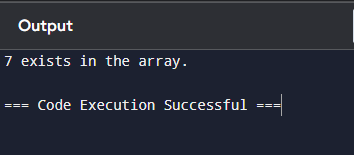 Output
7 exists in the array.
=== Code Execution Successful ===